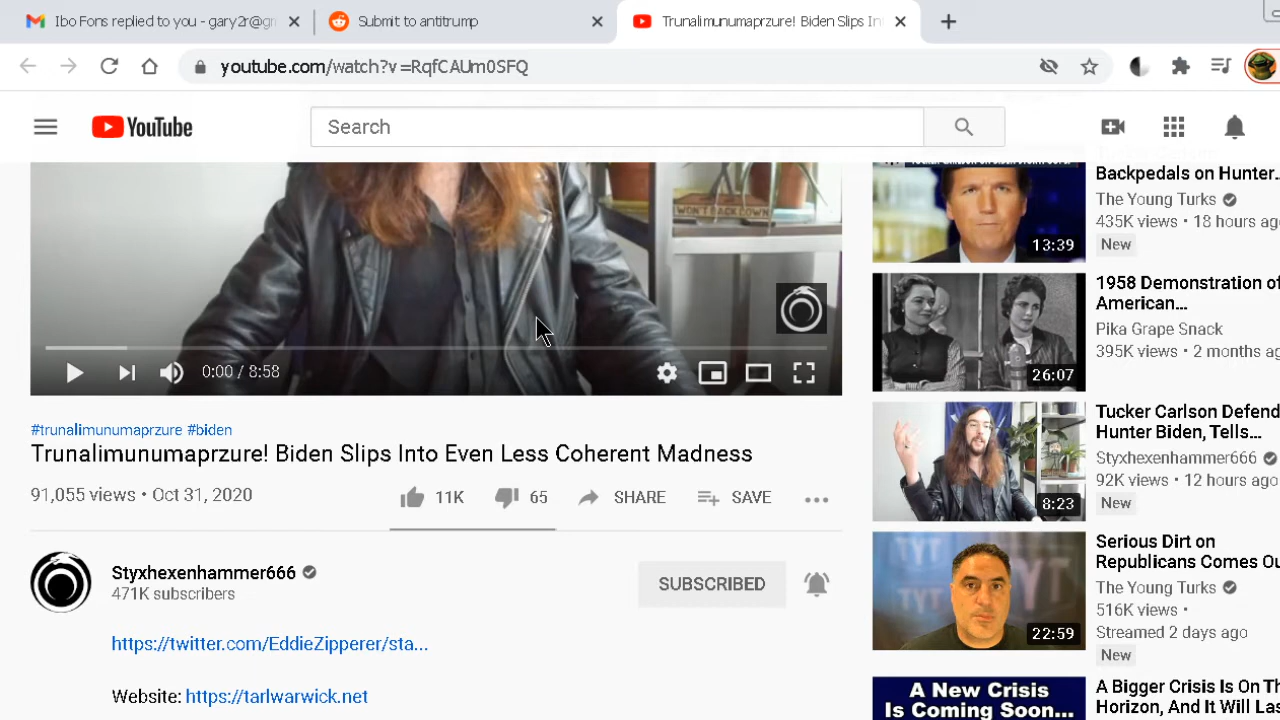 Ibo Fons replied to you - gary2r@gm
Submit to antitrump
Trunalimunumaprzure! Biden Slips Int
youtube.com/watch?v=RqfCAUm0SFQ
YouTube
Search
WON'T BACK DOWN
0:00 / 8:58
#trunalimunumaprzure #biden
Trunalimunumaprzure! Biden Slips Into Even Less Coherent Madness
91,055 views • Oct 31, 2020
11K
65
SHARE
SAVE
Styxhexenhammer666
471K subscribers
SUBSCRIBED
https://twitter.com/EddieZipperer/sta...
Website: https://tarlwarwick.net
Backpedals on Hunter...
The Young Turks
435K views • 18 hours ago
New
13:39
1958 Demonstration of
American...
Pika Grape Snack
395K views • 2 months ag
26:07
Tucker Carlson Defend
Hunter Biden, Tells...
Styxhexenhammer666
92K views • 12 hours ago
New
8:23
Serious Dirt on
Republicans Comes Ou
The Young Turks
516K views •
Streamed 2 days ago
New
TYT
22:59
A New Crisis
Is Coming Soon...
A Bigger Crisis Is On Th
Horizon, And It Will Las